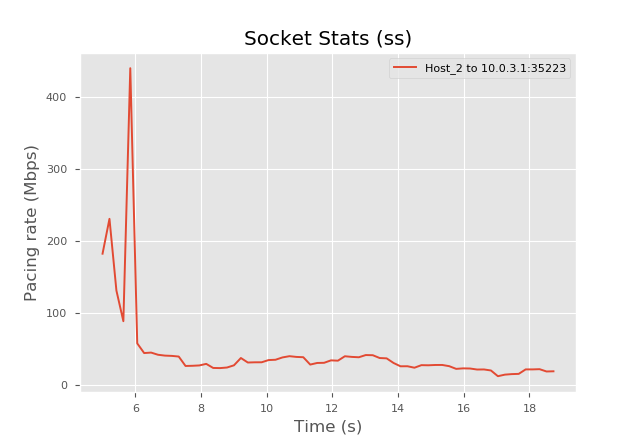 Socket Stats (ss)
Host_2 to 10.0.3.1:35223
Pacing rate (Mbps)
400
300
200
100
0
6 8 10 12 14 16 18
Time (s)